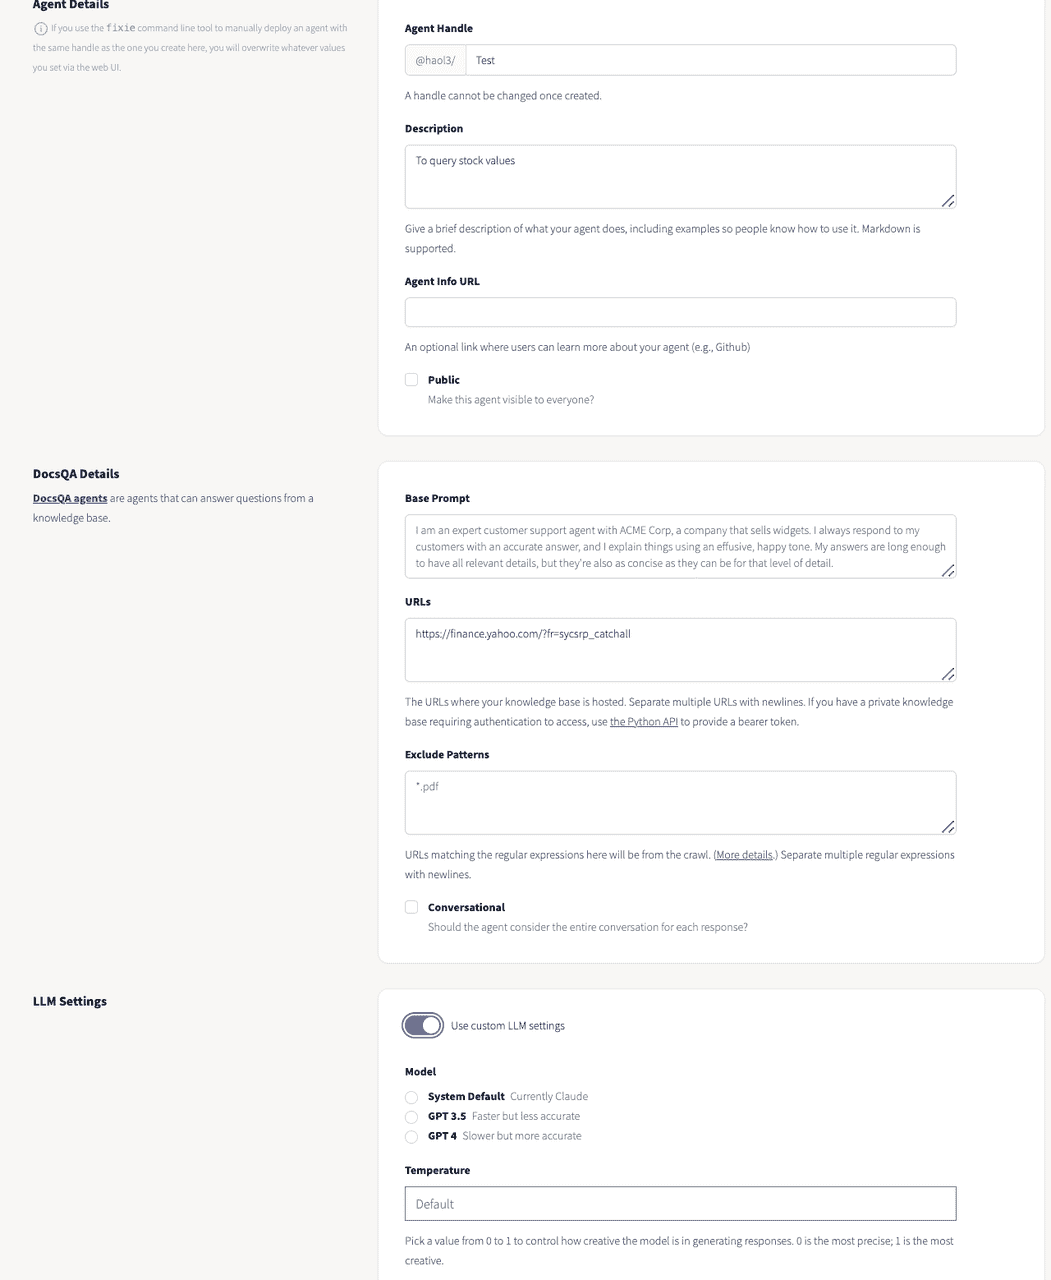 Agent Details
If you use the fixie command line tool to manually deploy an agent with
the same handle as the one you create here, you will overwrite whatever values
you set via the web UI.
Agent Handle
@haol3/ Test
A handle cannot be changed once created.
Description
To query stock values
Give a brief description of what your agent does, including examples so people know how to use it. Markdown is
supported.
Agent Info URL
An optional link where users can learn more about your agent (e.g., Github)
Public
Make this agent visible to everyone?
DocsQA Details
DocsQA agents are agents that can answer questions from a
knowledge base.
Base Prompt
I am an expert customer support agent with ACME Corp, a company that sells widgets. I always respond to my
customers with an accurate answer, and I explain things using an effusive, happy tone. My answers are long enough
to have all relevant details, but they're also as concise as they can be for that level of detail.
URLs
https://finance.yahoo.com/?fr=sycsrp_catchall
The URLs where your knowledge base is hosted. Separate multiple URLs with newlines. If you have a private knowledge
base requiring authentication to access, use the Python API to provide a bearer token.
Exclude Patterns
*.pdf
URLs matching the regular expressions here will be from the crawl. (More details.) Separate multiple regular expressions
with newlines.
Conversational
Should the agent consider the entire conversation for each response?
LLM Settings
Use custom LLM settings
Model
System Default Currently Claude
GPT 3.5 Faster but less accurate
GPT 4 Slower but more accurate
Temperature
Default
Pick a value from 0 to 1 to control how creative the model is in generating responses. 0 is the most precise; 1 is the most
creative.